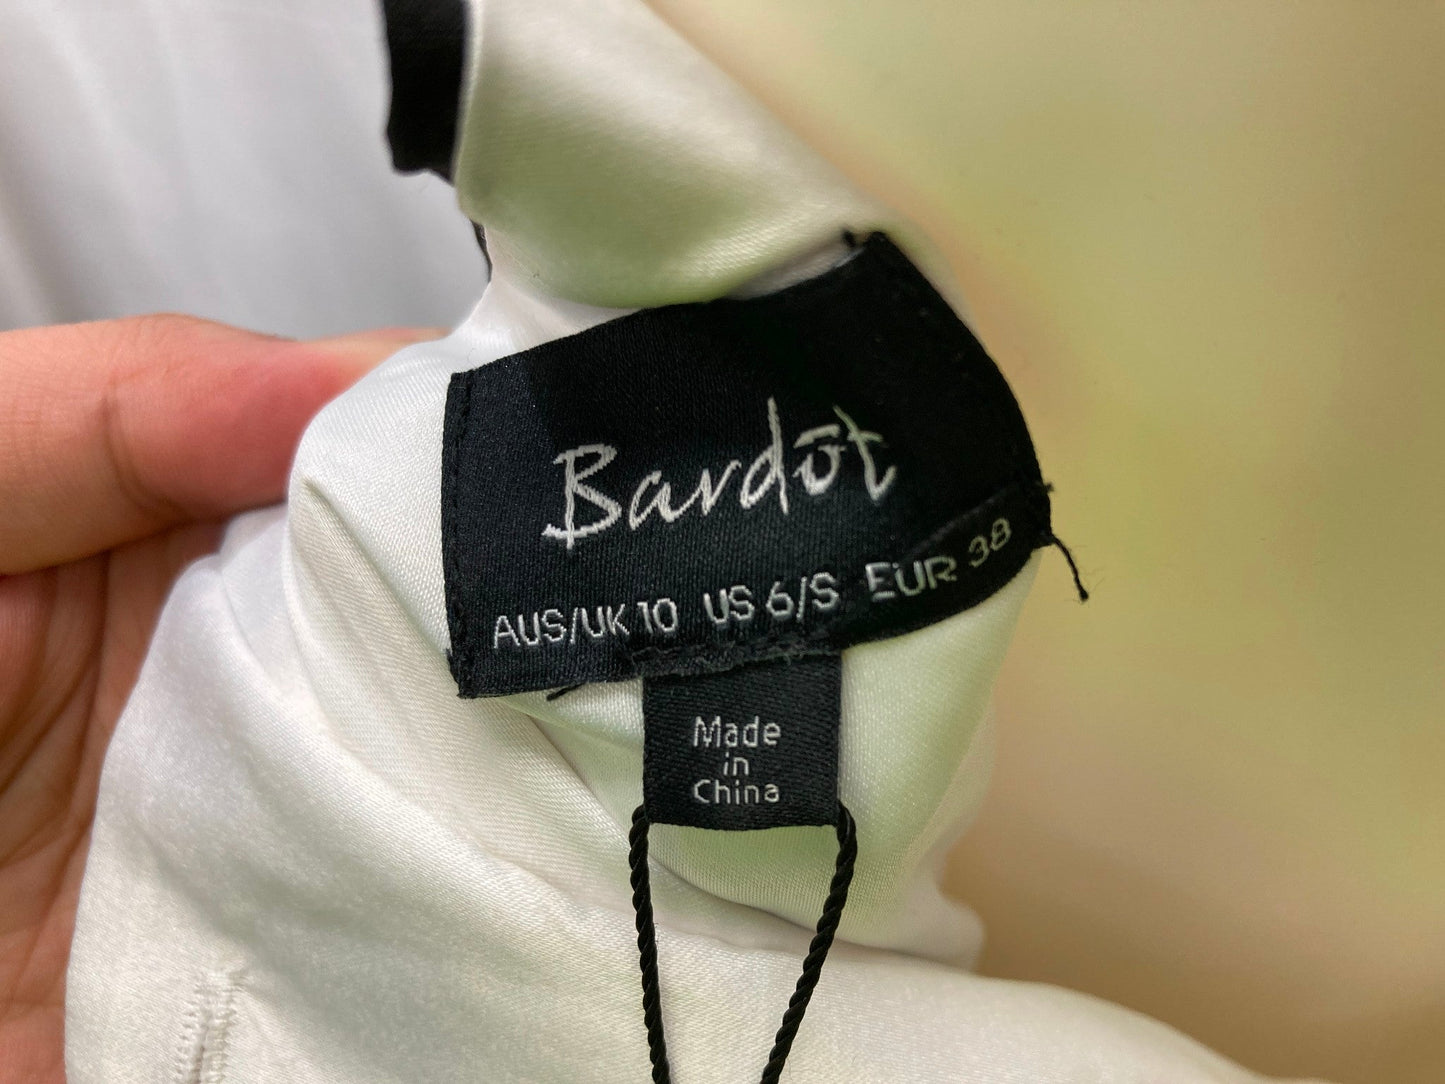 Bardōt
AUS/UK 10 US 6/S EUR 38
Made
in
China